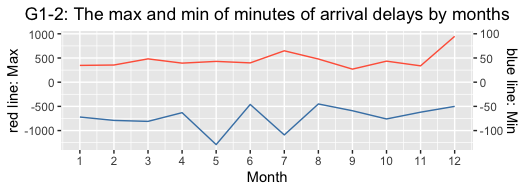 G1-2: The max and min of minutes of arrival delays by months
red line: Max
1000
500
0
-500
-1000
100
50
0
-50
-100
blue line: Min
1 2 3 4 5 6 7 8 9 10 11 12
Month